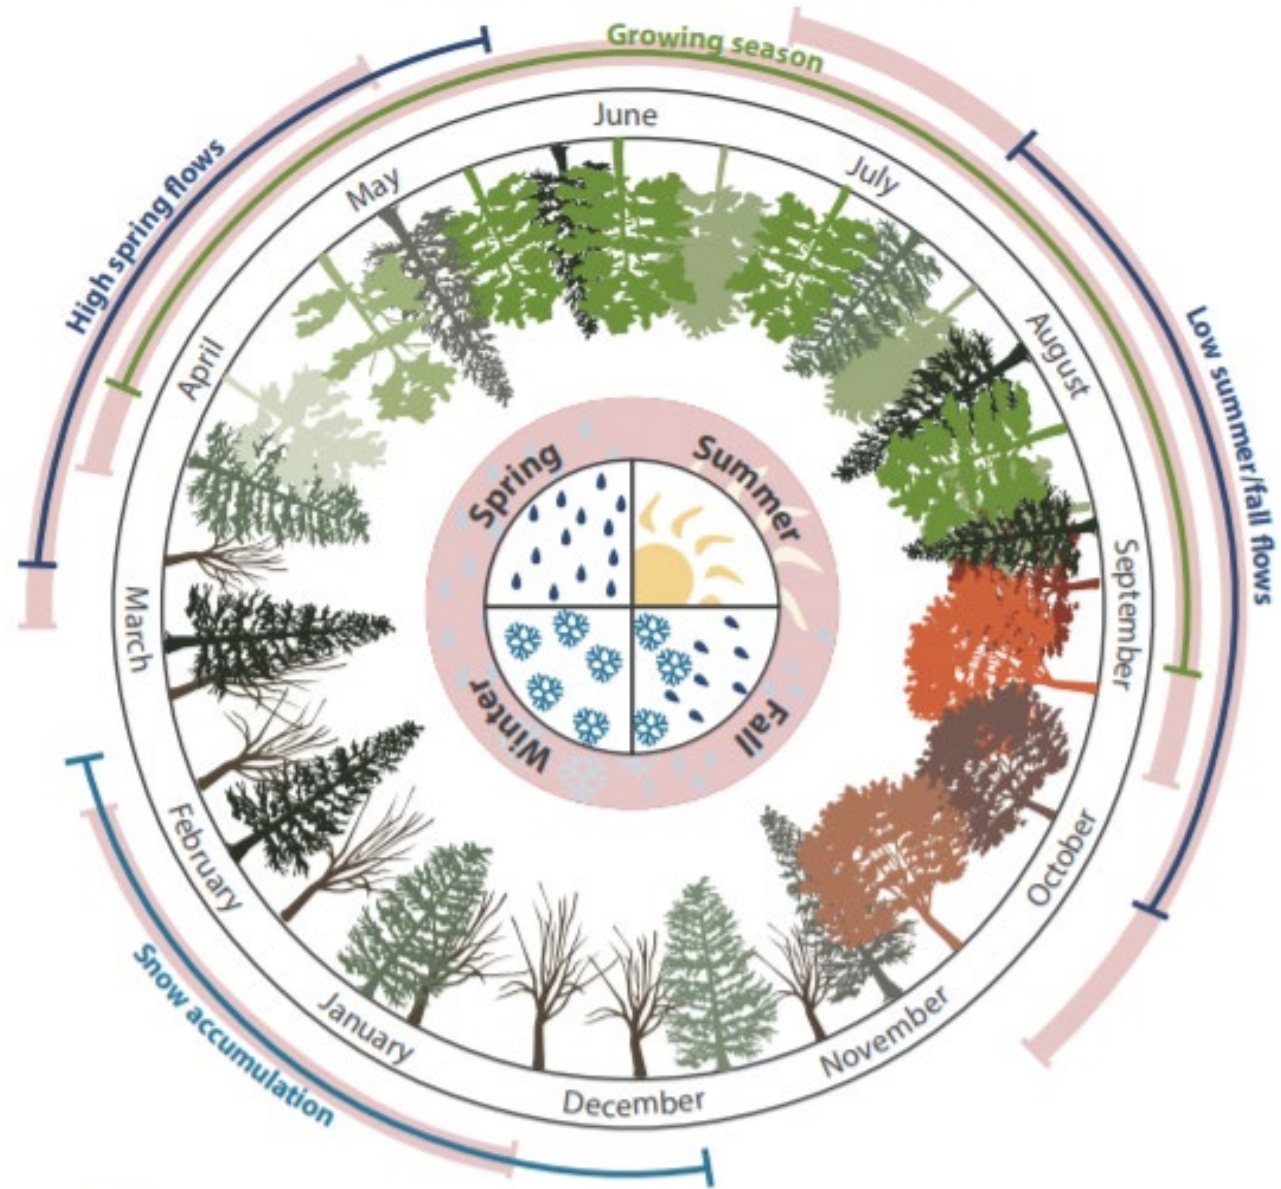 Growing season
High spring flows
Low summer/fall flows
Snow accumulation
June
July
August
September
October
November
December
January
February
March
April
May
Spring
Summer
Fall
Winter